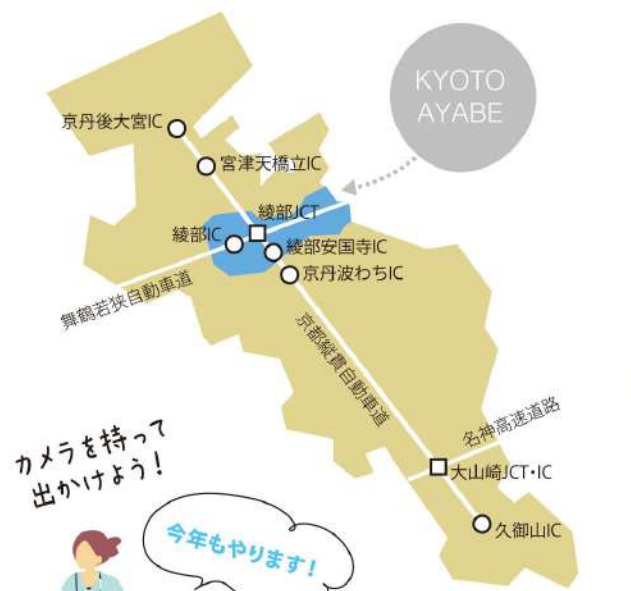 KYOTO
AYABE
京丹後大宮IC
宮津天橋立IC
綾部JCT
綾部IC
綾部安国寺IC
京丹波わちIC
舞鶴若狭自動車道
京都縦貫自動車道
名神高速道路
大山崎JCT・IC
久御山IC
カメラを持って
出かけよう!
今年もやります!